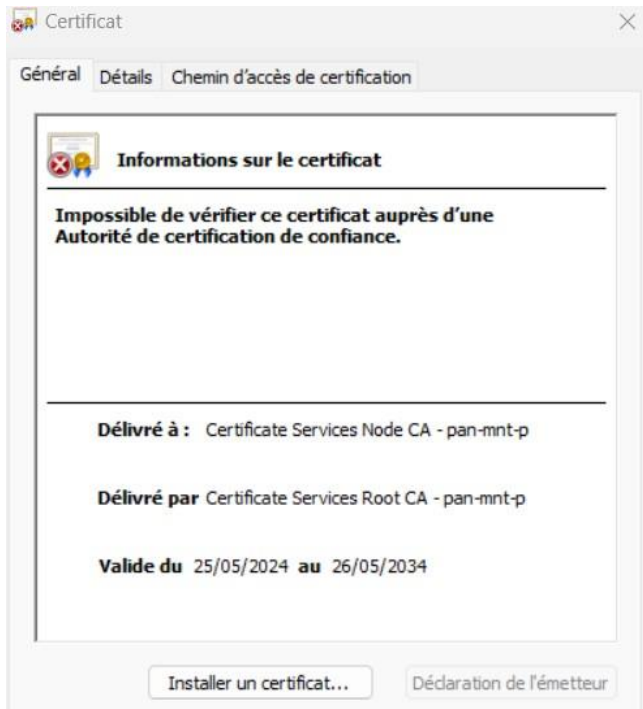 Certificat
Général Détails Chemin d'accès de certification
Informations sur le certificat
Impossible de vérifier ce certificat auprès d'une
Autorité de certification de confiance.
Délivré à : Certificate Services Node CA - pan-mnt-p
Délivré par Certificate Services Root CA - pan-mnt-p
Valide du 25/05/2024 au 26/05/2034
Installer un certificat... Déclaration de l'émetteur